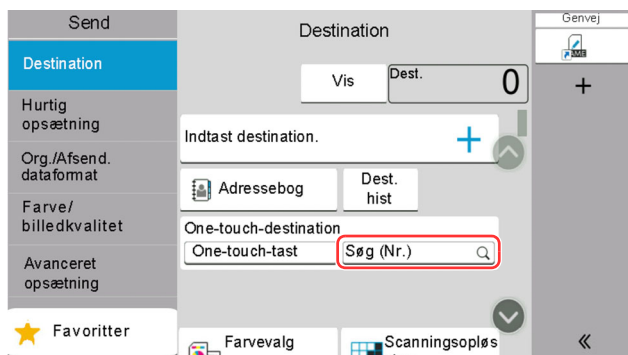 Send
Destination
Hurtig
opsætning
Org./Afsend.
dataformat
Farve/
billedkvalitet
Avanceret
opsætning
Favoritter
Destination
Vis
Dest.
0
Indtast destination.
Adressebog
Dest.
hist
One-touch-destination
One-touch-tast
Søg (Nr.)
Farvevalg
Scanningsopløs
Genvej